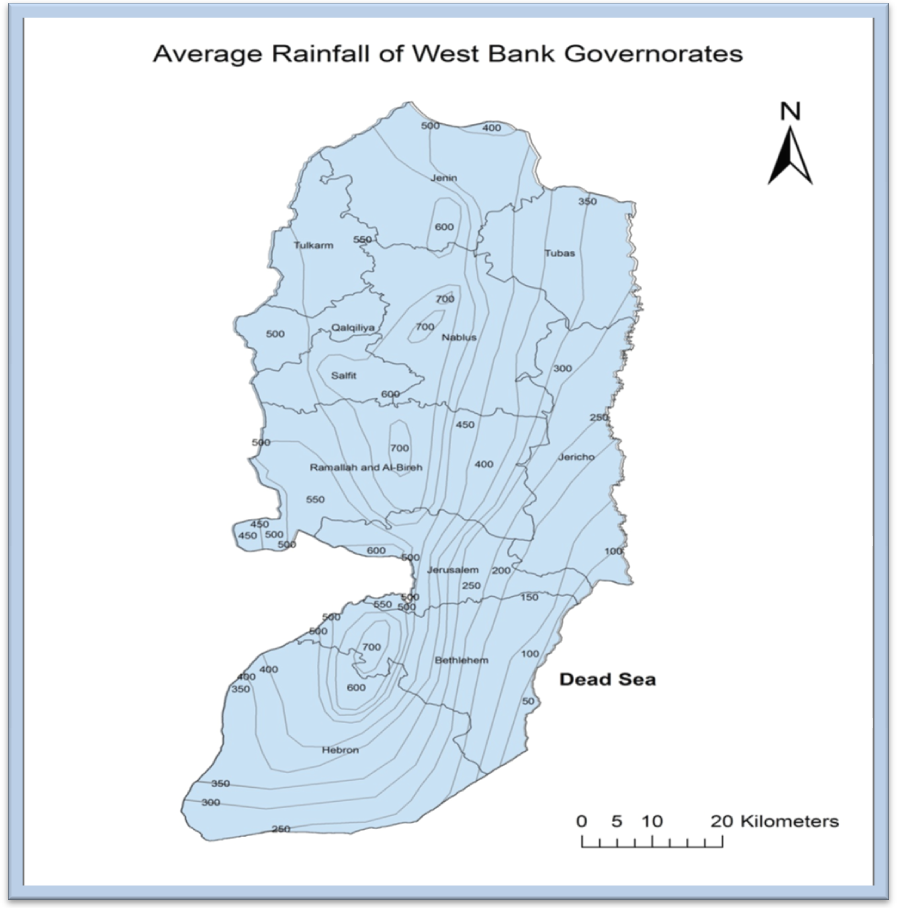 Average Rainfall of West Bank Governorates
N
500
400
Jenin
350
600
550
Tulkarm
Tubas
700
700
500
Qalqiliya
Nablus
300
Salfit
600
250
450
500
700
400
Jericho
Ramallah and Al-Bireh
550
450
450
500
500
600
500
100
Jerusalem
200
250
500
550
500
150
500
500
700
100
Bethlehem
400
400
350
Dead Sea
600
50
Hebron
350
300
250
0 5 10 20 Kilometers